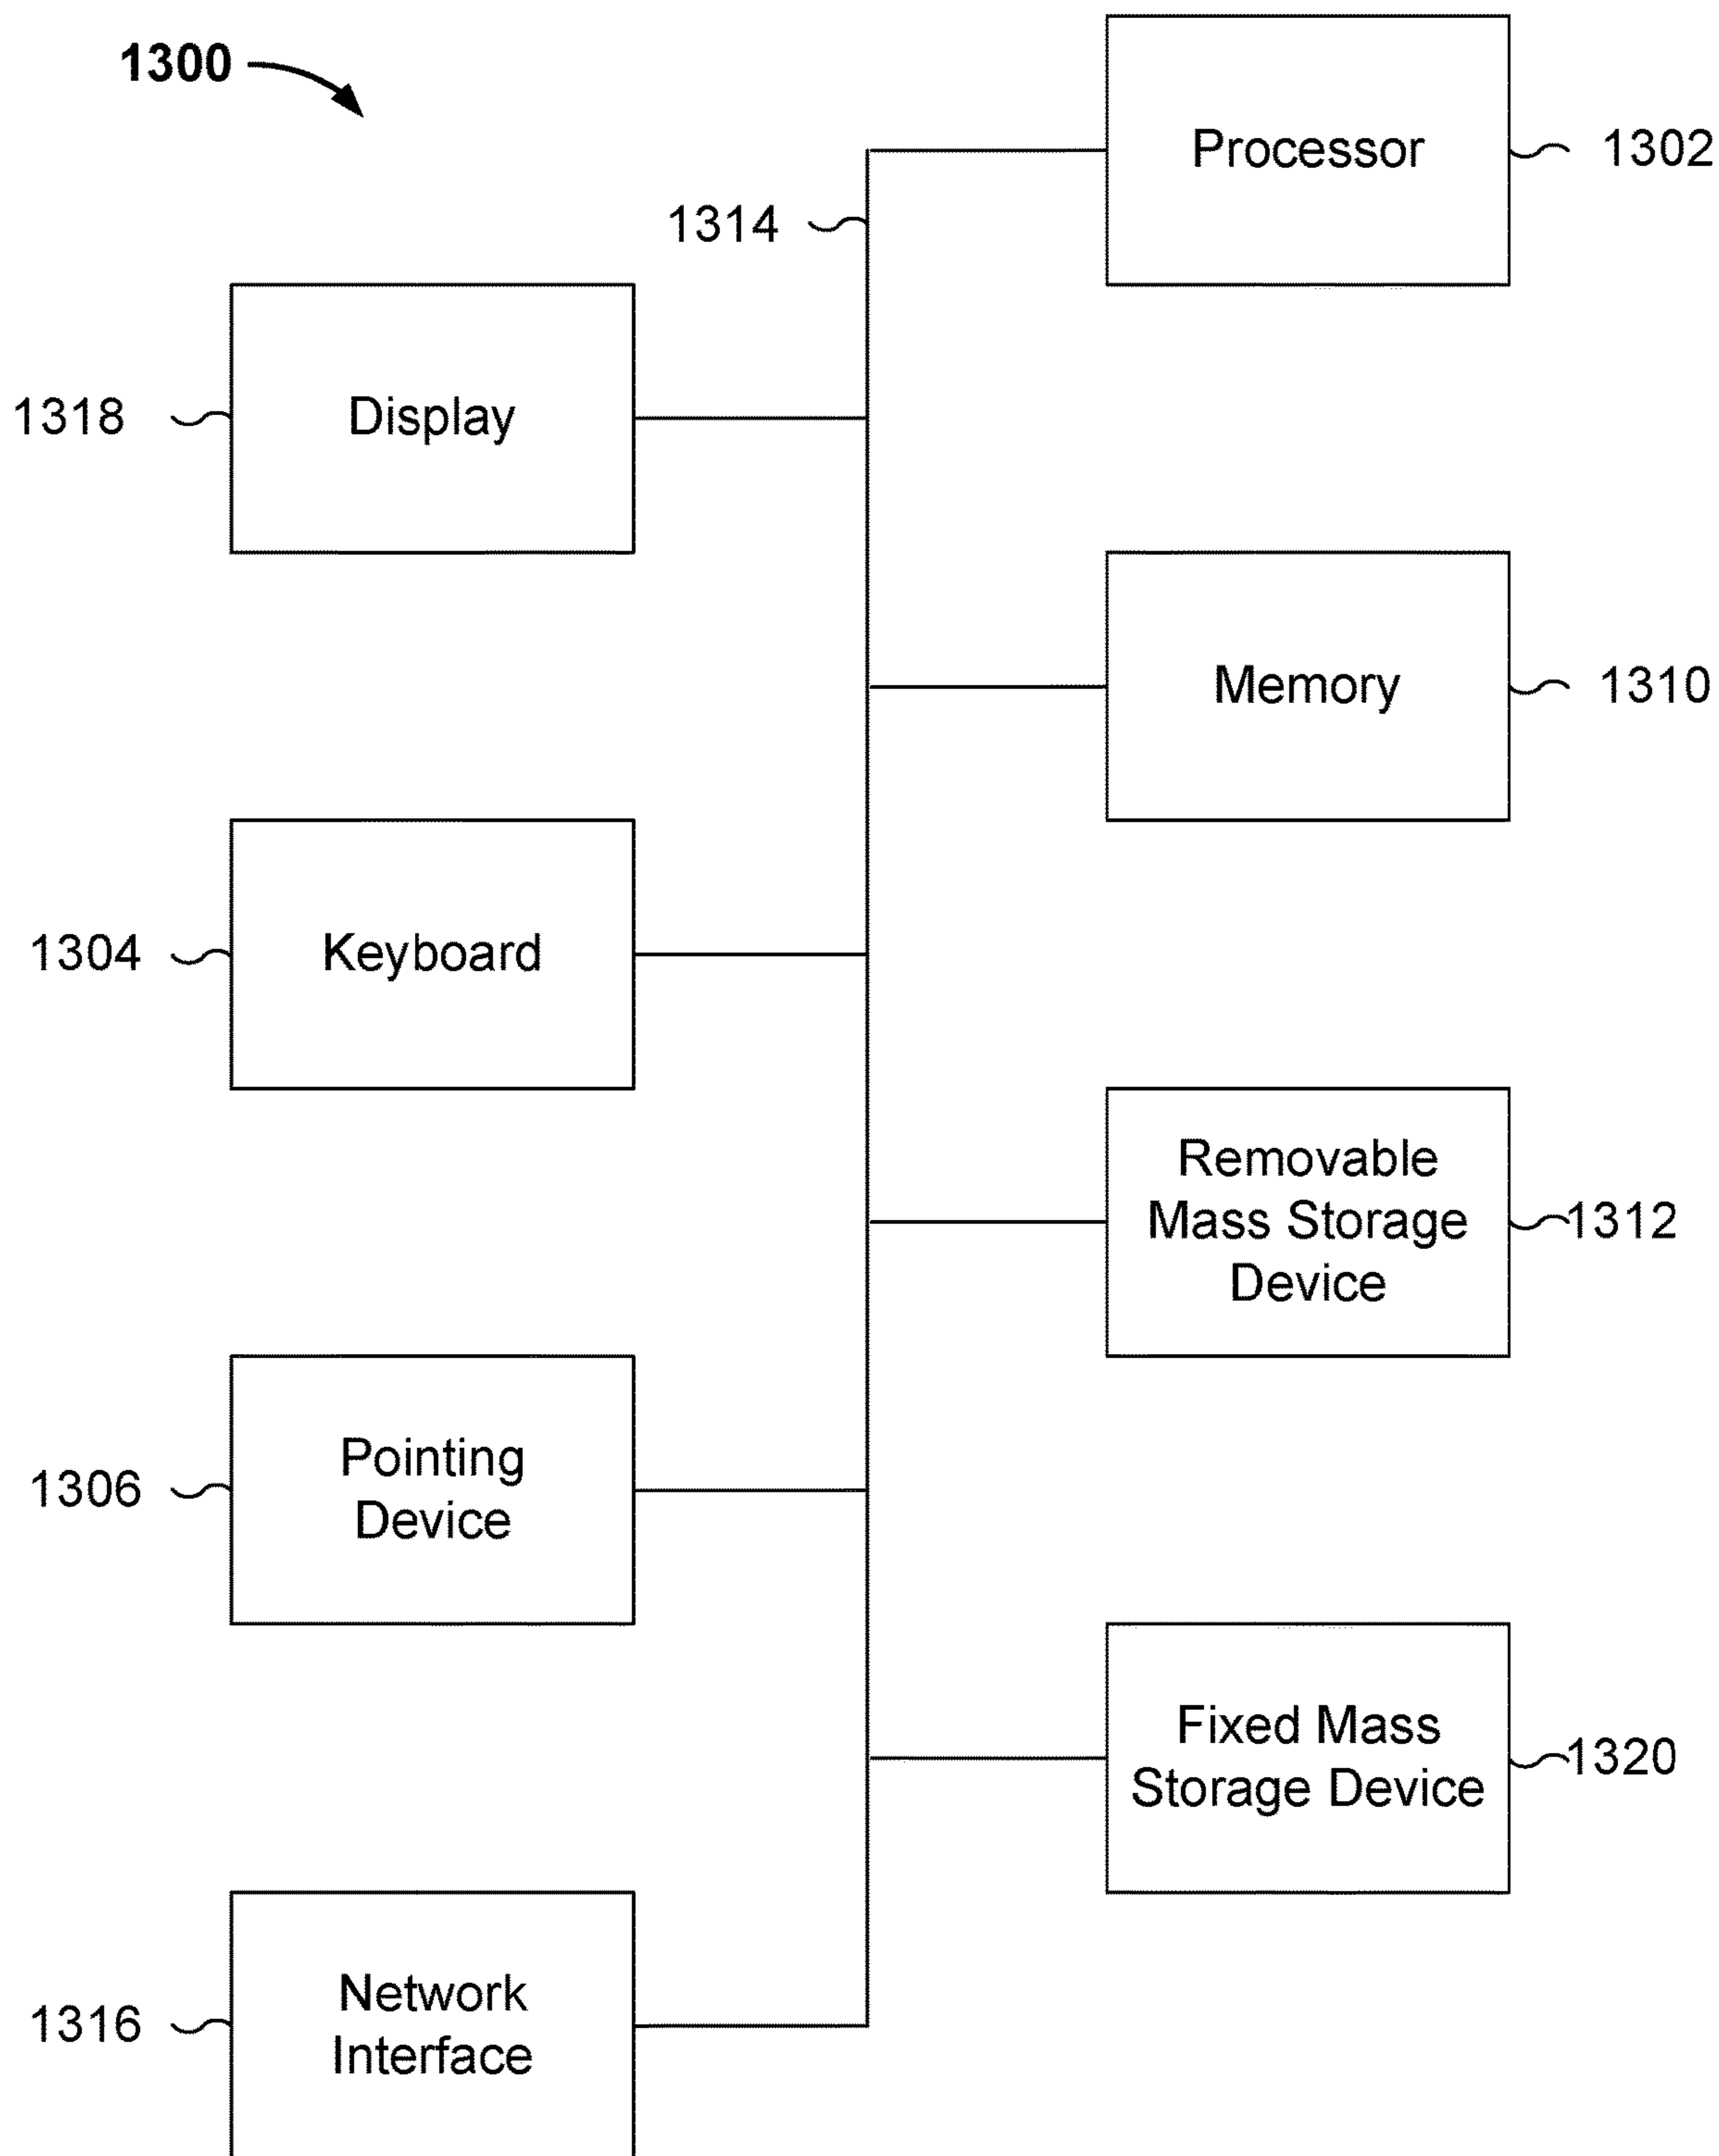 1300
Processor
1302
1314
Display
1318
Memory
1310
Keyboard
1304
Removable
Mass Storage
Device
1312
Pointing
Device
1306
Fixed Mass
Storage Device
1320
Network
Interface
1316